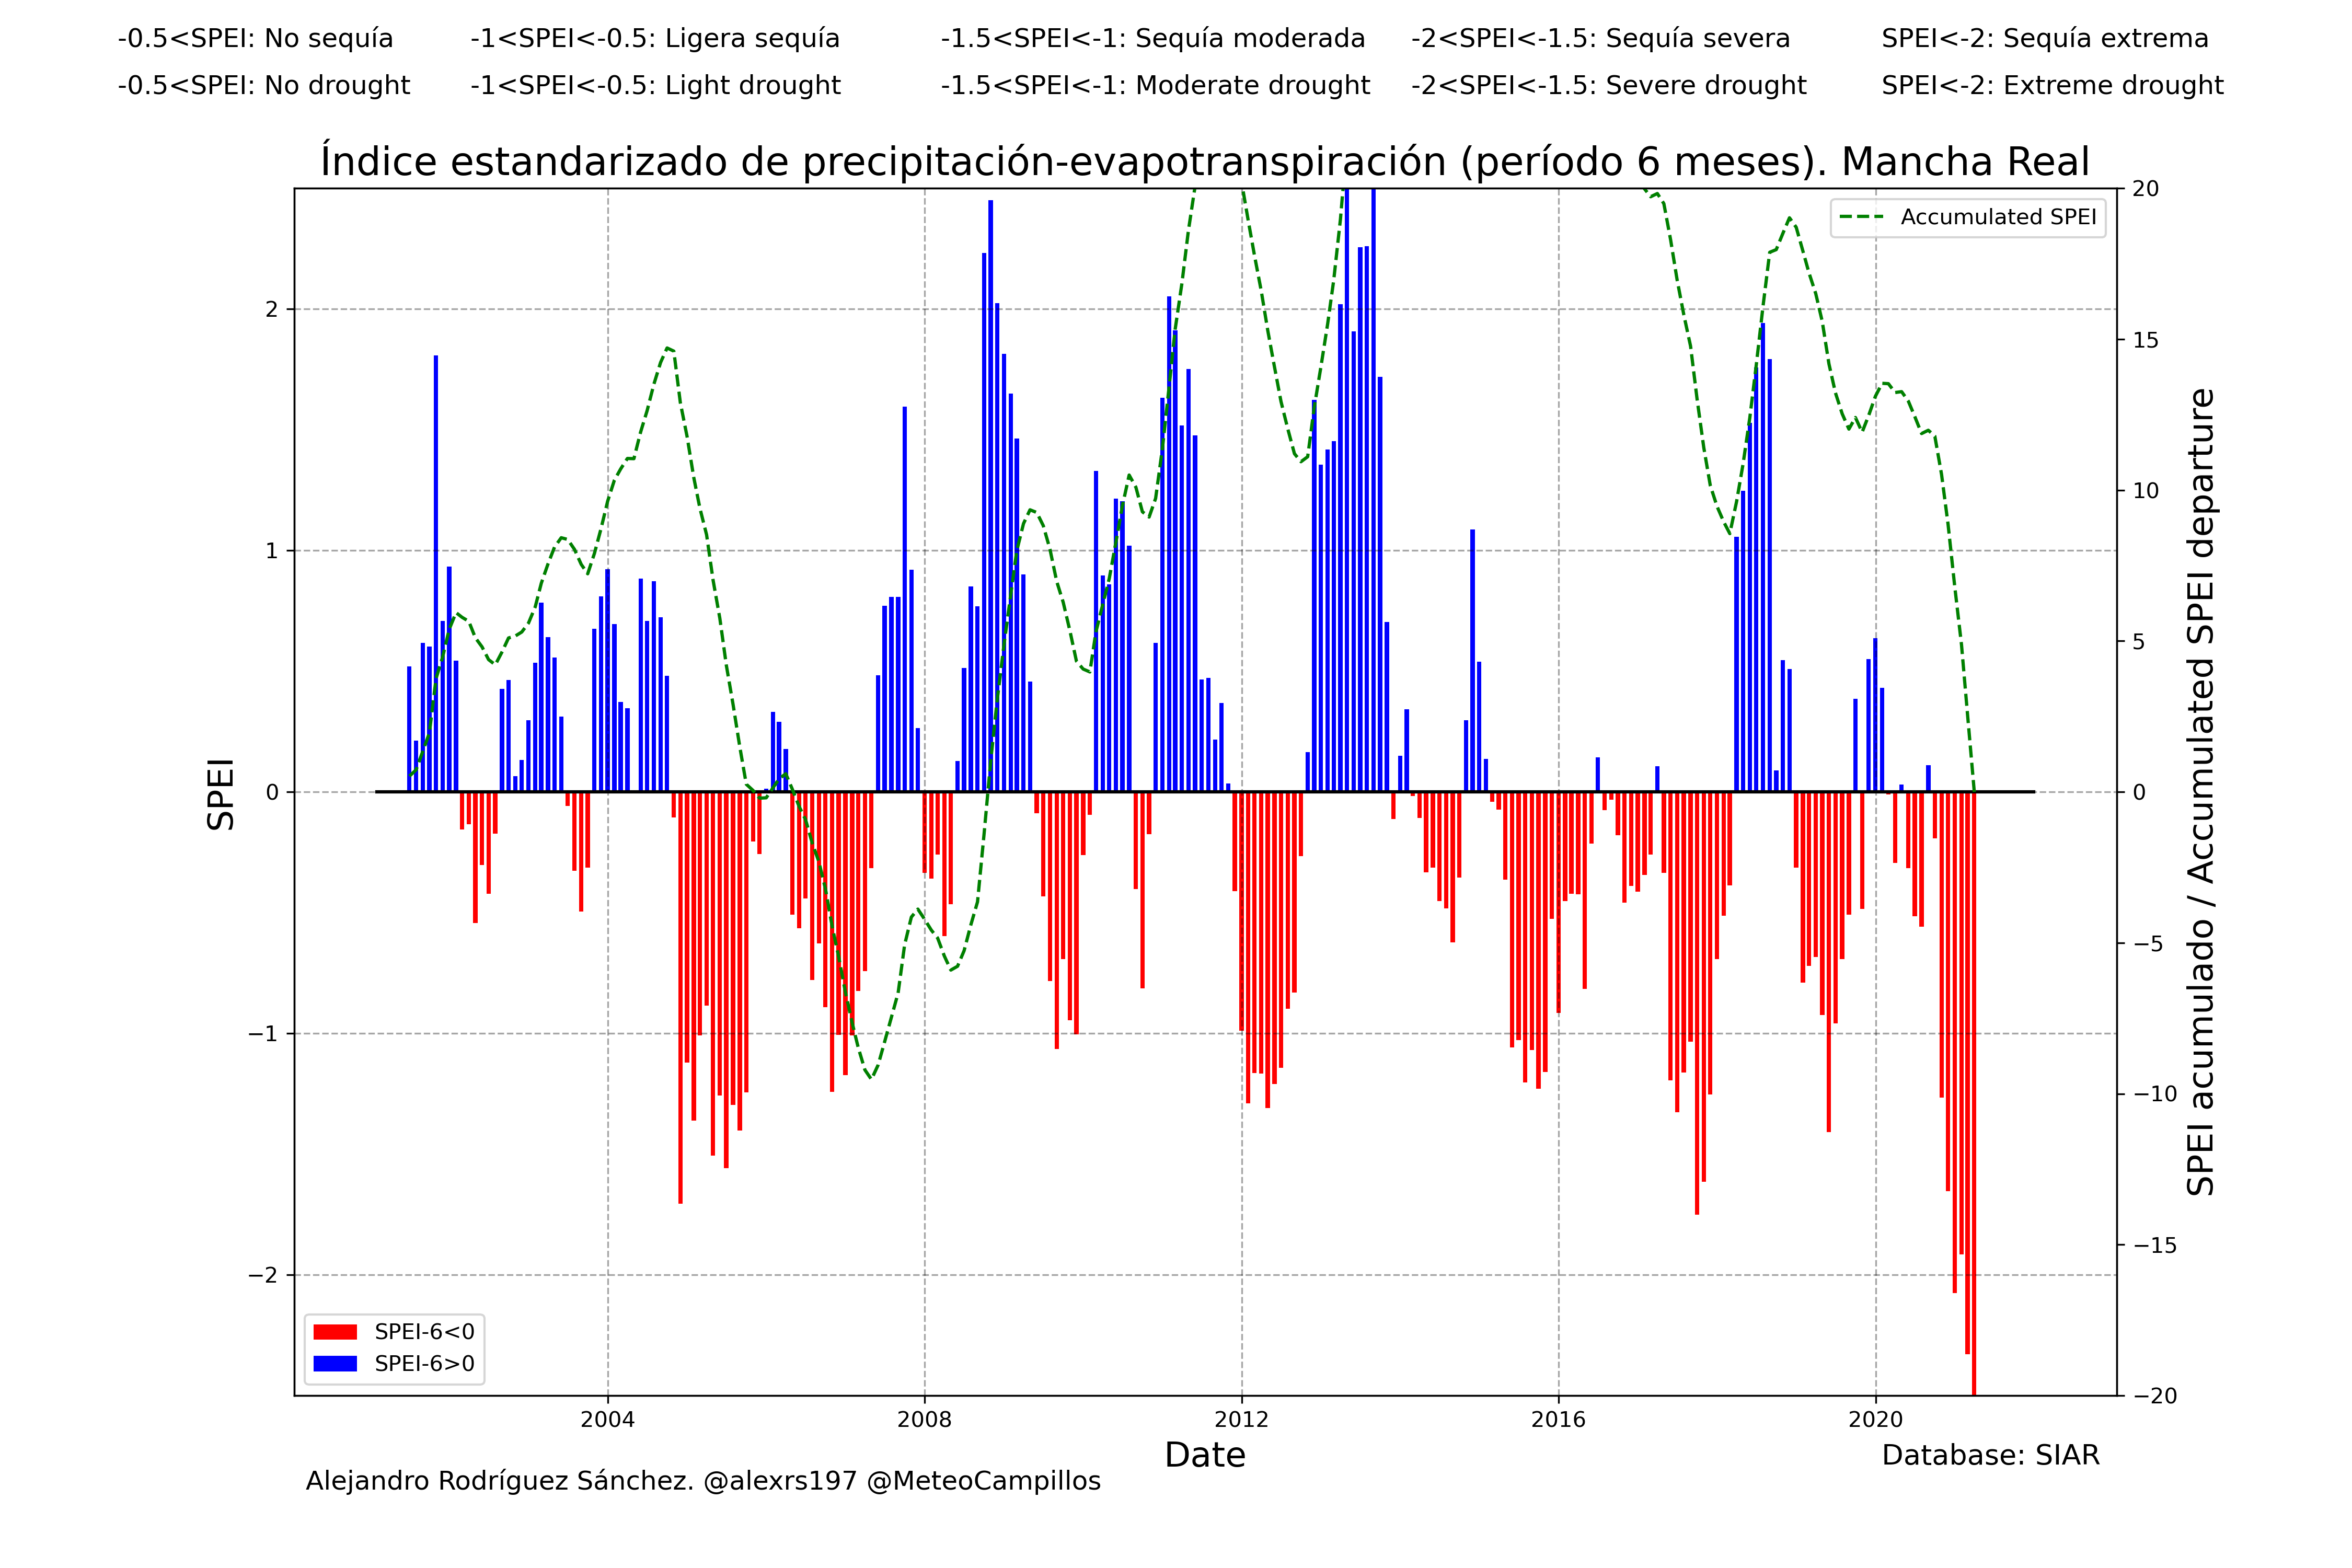 -0.5<SPEI: No sequía -1<SPEI<-0.5: Ligera sequía -1.5<SPEI<-1: Sequía moderada -2<SPEI<-1.5: Sequía severa SPEI<-2: Sequía extrema
-0.5<SPEI: No drought -1<SPEI<-0.5: Light drought -1.5<SPEI<-1: Moderate drought -2<SPEI<-1.5: Severe drought SPEI<-2: Extreme drought
Índice estandarizado de precipitación-evapotranspiración (período 6 meses). Mancha Real
Accumulated SPEI
SPEI
2
1
0
−1
−2
20
15
10
5
0
−5
−10
−15
−20
SPEI acumulado / Accumulated SPEI departure
SPEI-6<0
SPEI-6>0
2004 2008 2012 2016 2020
Date
Database: SIAR
Alejandro Rodríguez Sánchez. @alexrs197 @MeteoCampillos